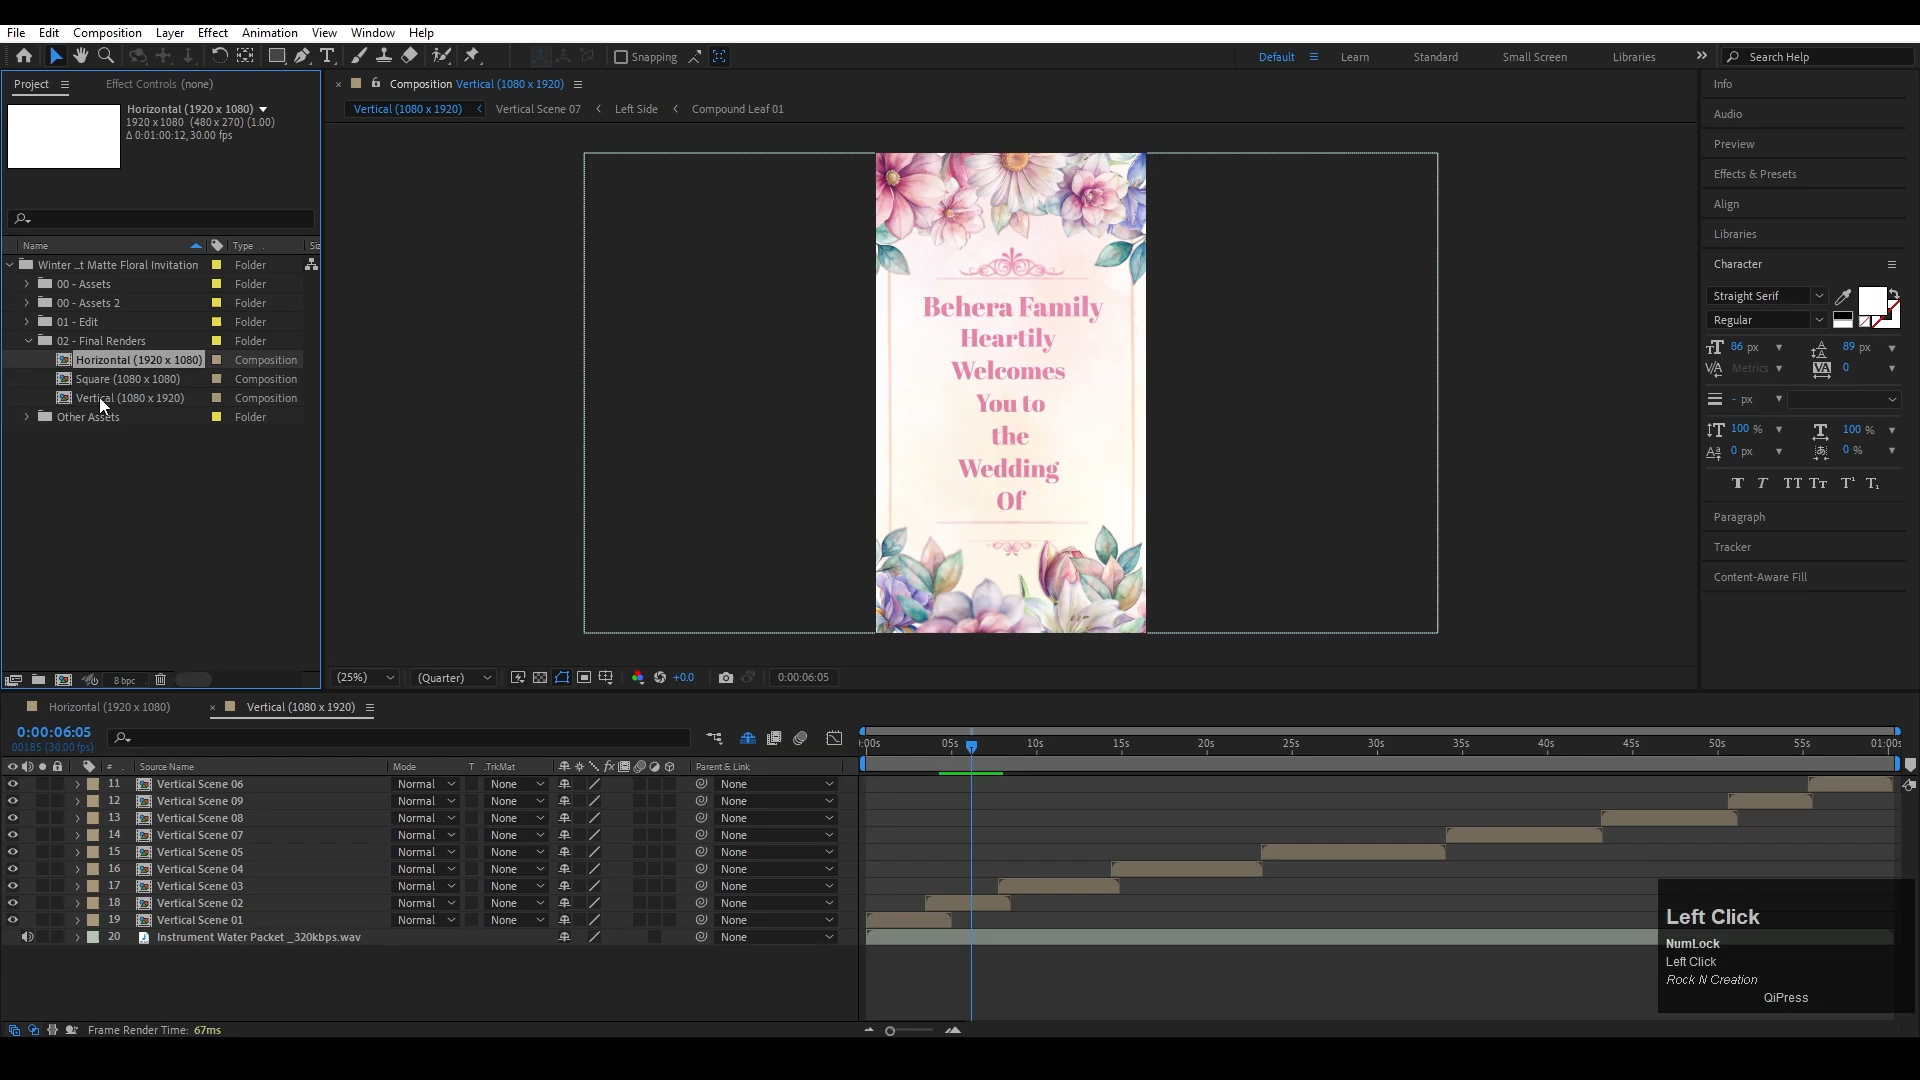 File Edit Composition Layer Effect Animation View Window Help
Snapping
Default Learn Standard Small Screen Libraries Search Help
Project Effect Controls (none)
Horizontal (1920 x 1080)
1920 x 1080 (480 x 270) (1.00)
Δ 0:01:00:12, 30.00 fps
Name Type Siz
Winter ...t Matte Floral Invitation Folder
00 - Assets Folder
00 - Assets 2 Folder
01 - Edit Folder
02 - Final Renders Folder
Horizontal (1920 x 1080) Composition
Square (1080 x 1080) Composition
Vertical (1080 x 1920) Composition
Other Assets Folder
8 bpc
Composition Vertical (1080 x 1920)
Vertical (1080 x 1920) Vertical Scene 07 Left Side Compound Leaf 01
Behera Family
Heartily
Welcomes
You to
the
Wedding
Of
(25%) (Quarter) +0.0 0:00:06:05
Info
Audio
Preview
Effects & Presets
Align
Libraries
Character
Straight Serif
Regular
86 px 89 px
Metrics 0
- px
100 % 100 %
0 px 0 %
Paragraph
Tracker
Content-Aware Fill
Horizontal (1920 x 1080) Vertical (1080 x 1920)
0:00:06:05
00185 (30.00 fps)
# Source Name Mode T .TrkMat Parent & Link
:00s 05s 10s 15s 20s 25s 30s 35s 40s 45s 50s 55s 01:00s
11 Vertical Scene 06 Normal None None
12 Vertical Scene 09 Normal None None
13 Vertical Scene 08 Normal None None
14 Vertical Scene 07 Normal None None
15 Vertical Scene 05 Normal None None
16 Vertical Scene 04 Normal None None
17 Vertical Scene 03 Normal None None
18 Vertical Scene 02 Normal None None
19 Vertical Scene 01 Normal None None
20 Instrument Water Packet _320kbps.wav None
Frame Render Time: 67ms
Left Click
NumLock
Left Click
Rock N Creation
QiPress